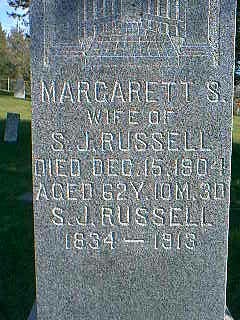 MARGARETT S.
WIFE OF
S.J.RUSSELL
DIED DEC.15,1904
AGED 62Y.10M.3D
S.J.RUSSELL
1834 — 1913